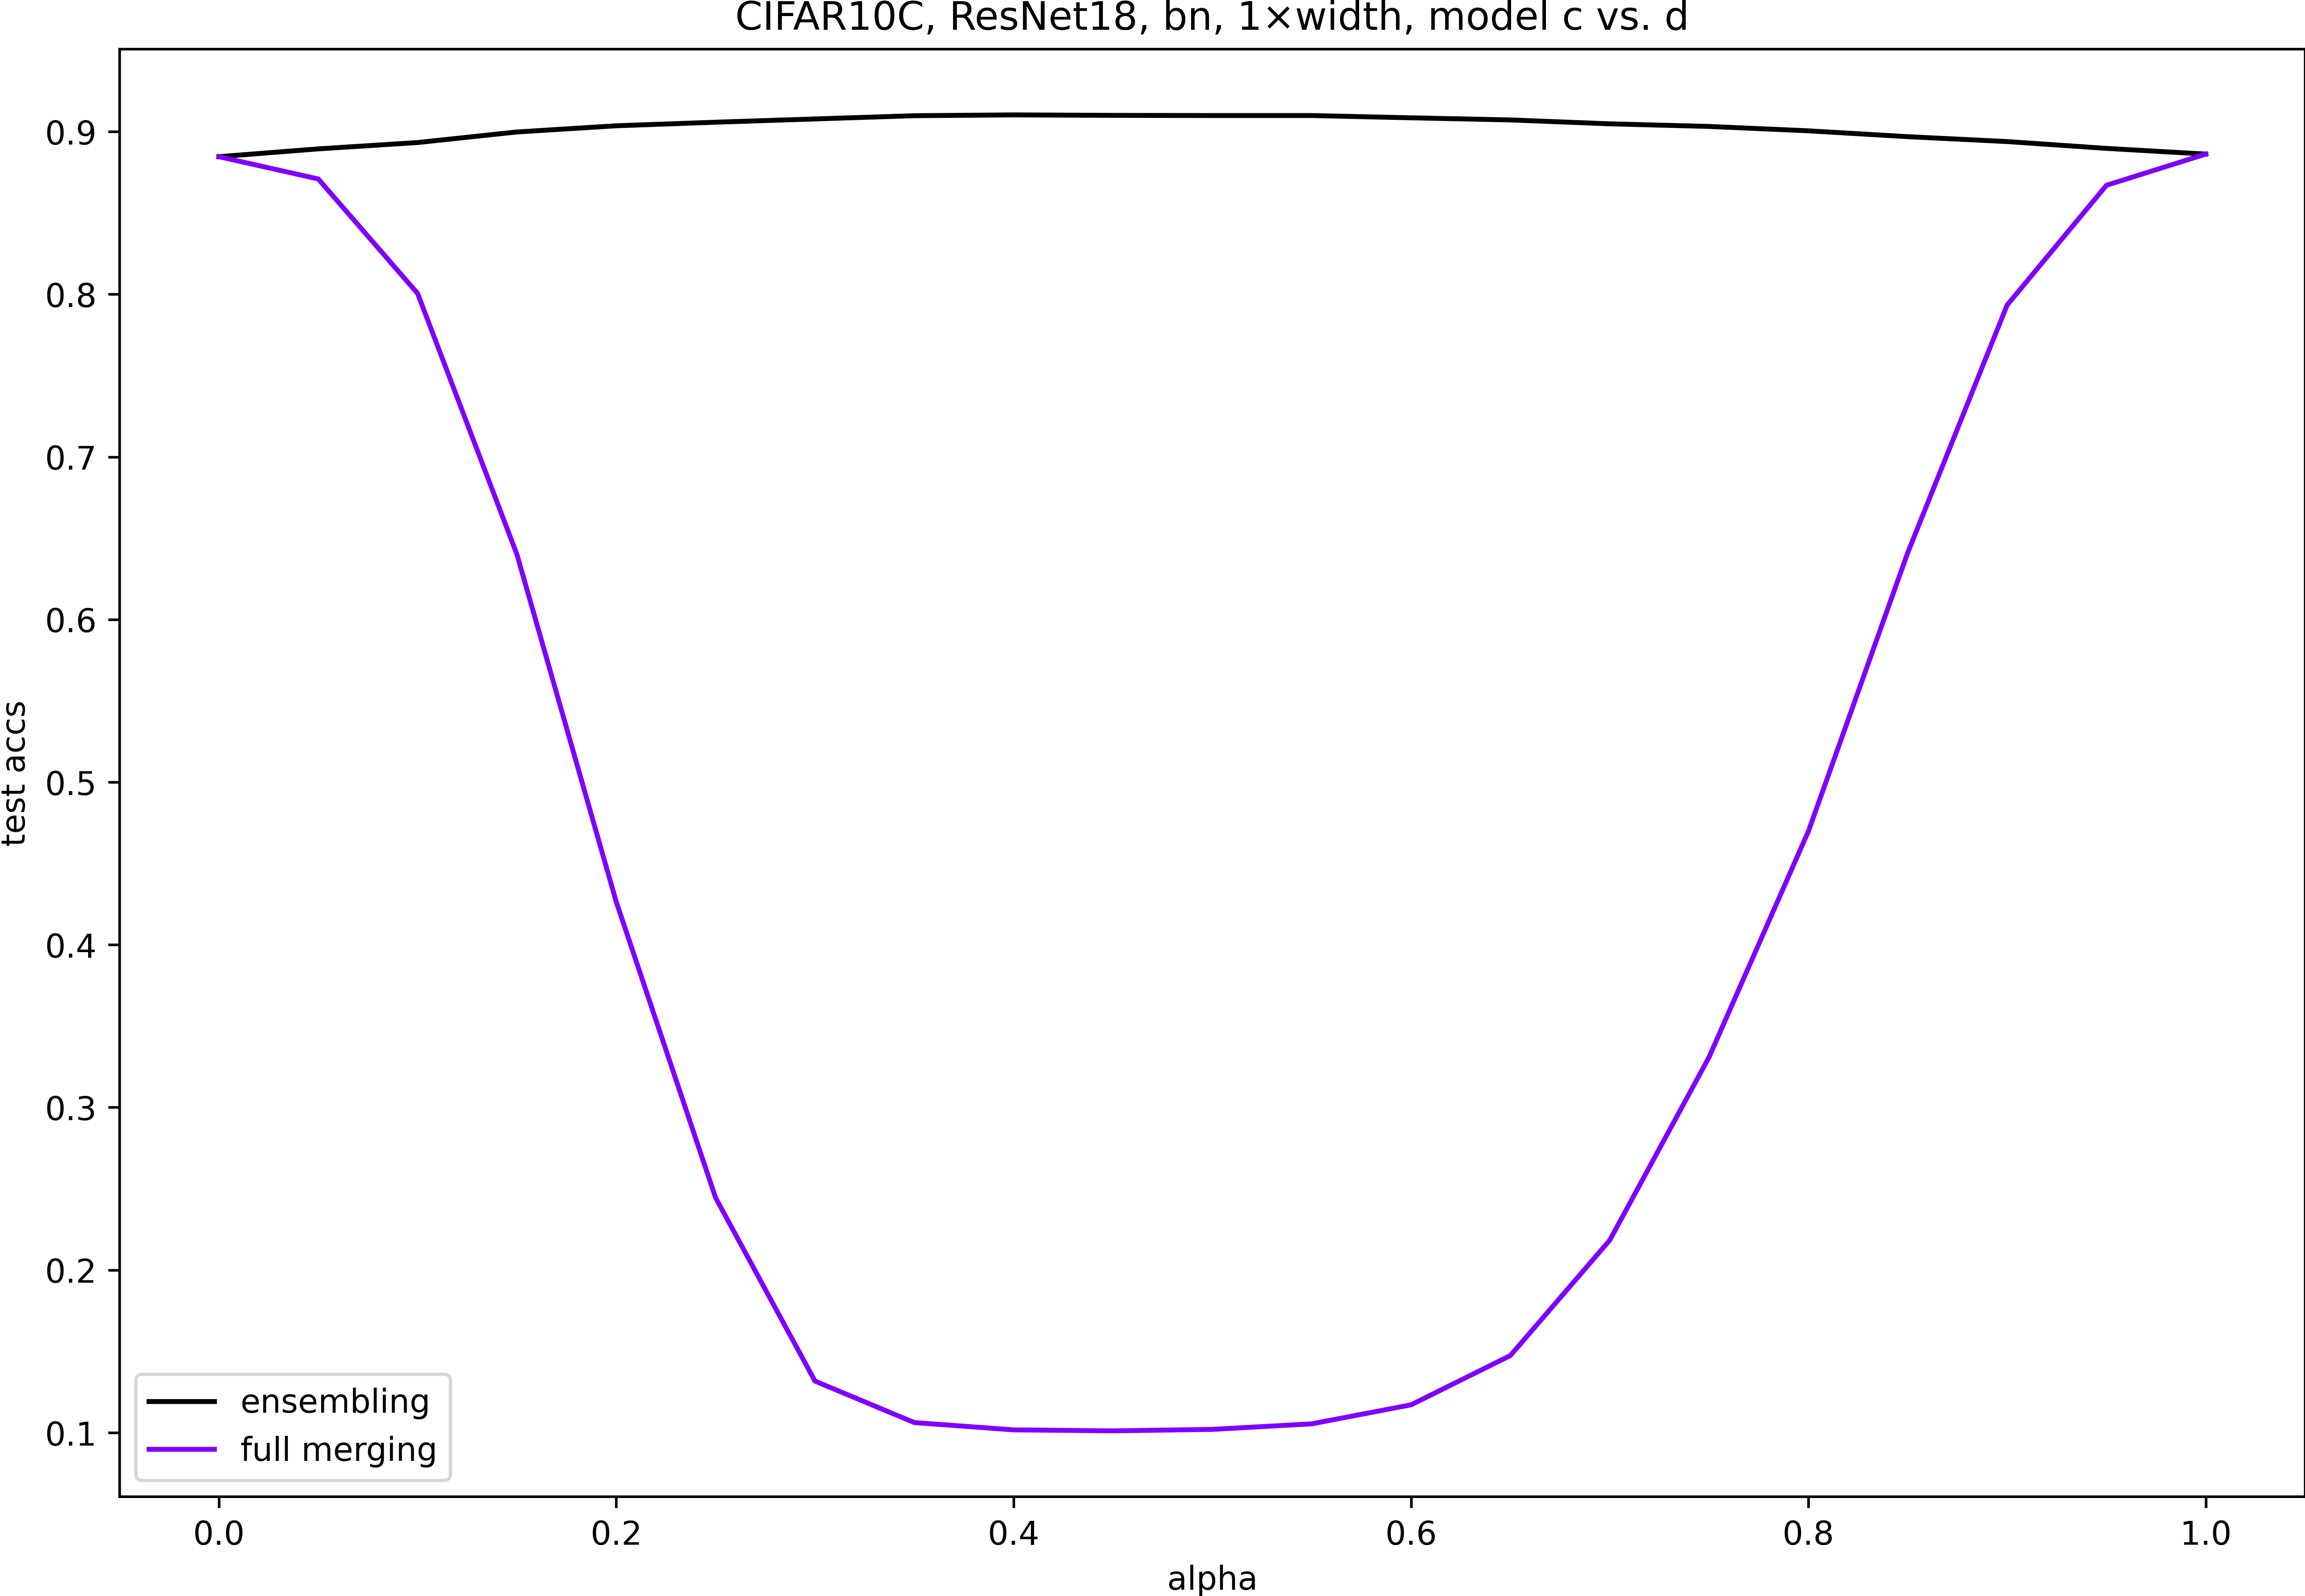 CIFAR10C, ResNet18, bn, 1×width, model c vs. d
0.9
0.8
0.7
0.6
0.5
0.4
0.3
0.2
0.1
test accs
ensembling
full merging
0.0 0.2 0.4 0.6 0.8 1.0
alpha